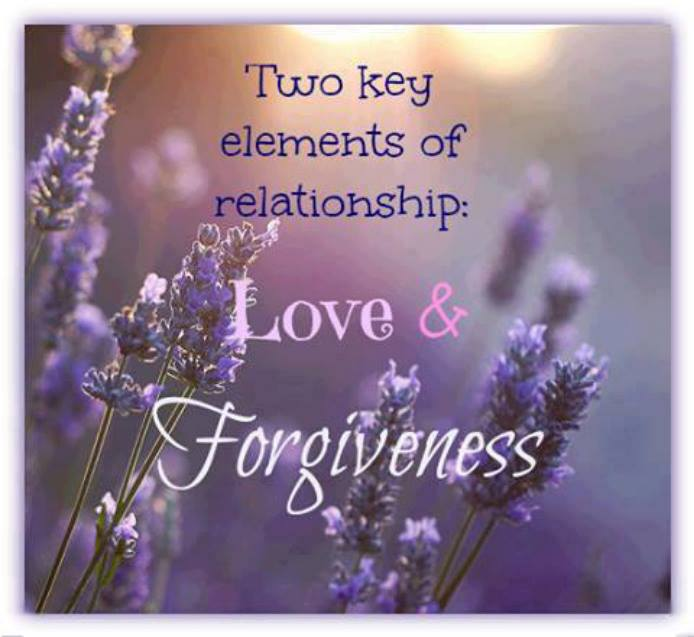 Two key
elements of
relationship:
Love &
Forgiveness